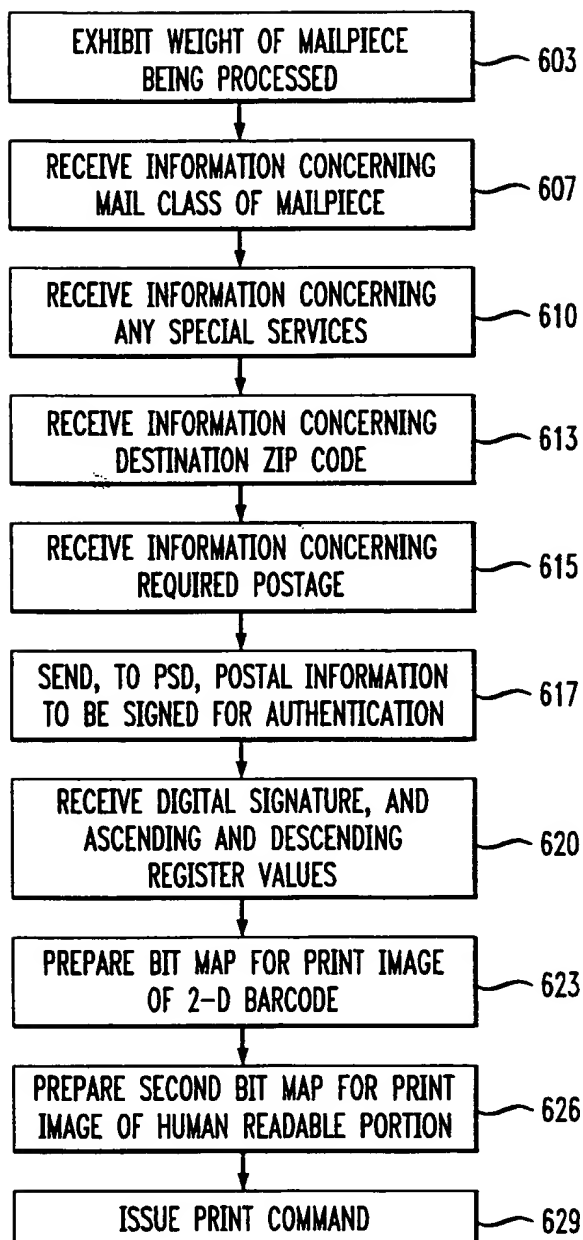 EXHIBIT WEIGHT OF MAILPIECE
BEING PROCESSED
603
RECEIVE INFORMATION CONCERNING
MAIL CLASS OF MAILPIECE
607
RECEIVE INFORMATION CONCERNING
ANY SPECIAL SERVICES
610
RECEIVE INFORMATION CONCERNING
DESTINATION ZIP CODE
613
RECEIVE INFORMATION CONCERNING
REQUIRED POSTAGE
615
SEND, TO PSD, POSTAL INFORMATION
TO BE SIGNED FOR AUTHENTICATION
617
RECEIVE DIGITAL SIGNATURE, AND
ASCENDING AND DESCENDING
REGISTER VALUES
620
PREPARE BIT MAP FOR PRINT IMAGE
OF 2-D BARCODE
623
PREPARE SECOND BIT MAP FOR PRINT
IMAGE OF HUMAN READABLE PORTION
626
ISSUE PRINT COMMAND
629